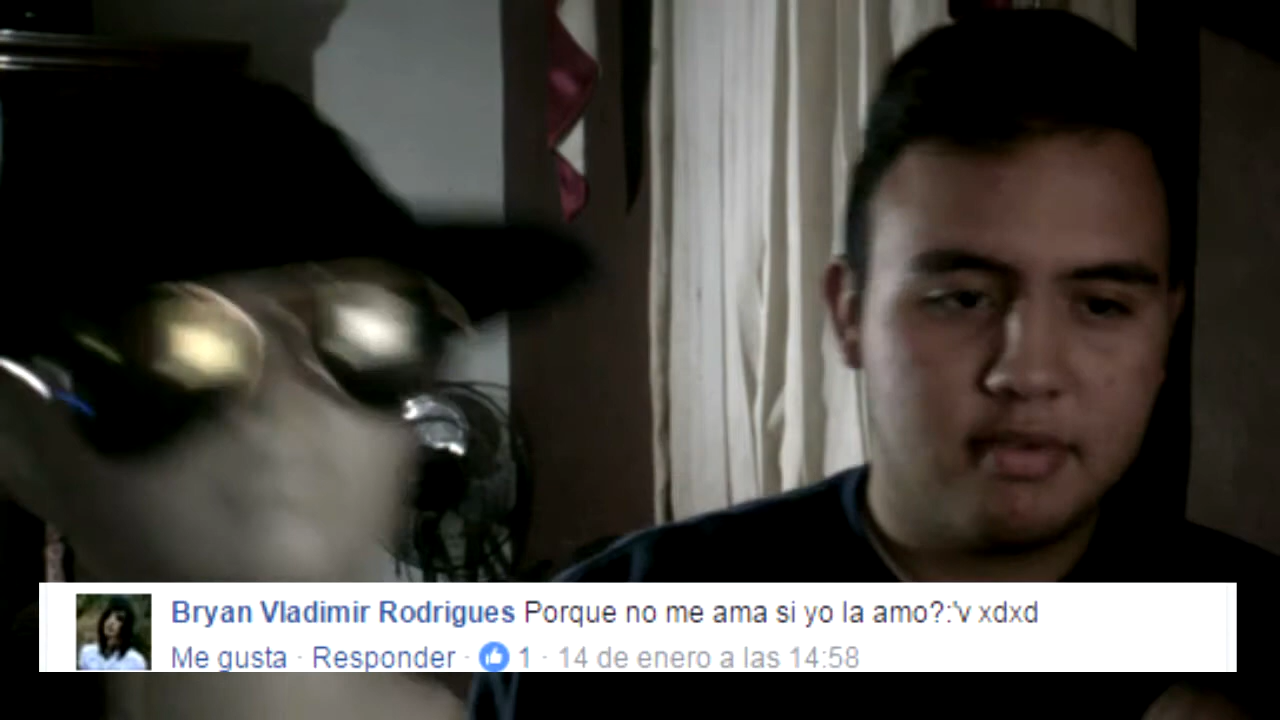 Bryan Vladimir Rodrigues Porque no me ama si yo la amo?:'v xdxd
Me gusta · Responder · 1 · 14 de enero a las 14:58